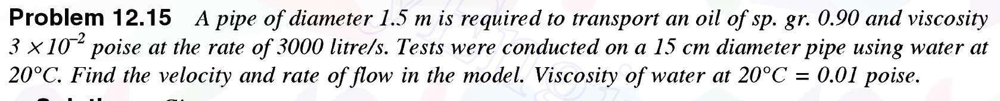 Problem 12.15 A pipe of diameter 1.5 m is required to transport an oil of sp. gr. 0.90 and viscosity
3 × 10⁻² poise at the rate of 3000 litre/s. Tests were conducted on a 15 cm diameter pipe using water at
20°C. Find the velocity and rate of flow in the model. Viscosity of water at 20°C = 0.01 poise.